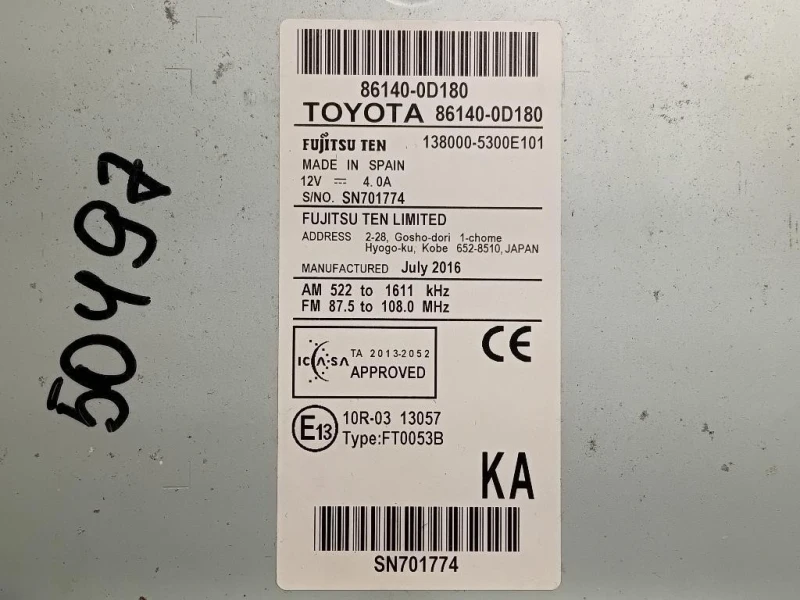 86140-0D180
TOYOTA 86140-0D180
FUJITSU TEN 138000-5300E101
MADE IN SPAIN
12V ⎓ 4.0A
S/NO. SN701774
FUJITSU TEN LIMITED
ADDRESS 2-28, Gosho-dori 1-chome
Hyogo-ku, Kobe 652-8510, JAPAN
MANUFACTURED July 2016
AM 522 to 1611 kHz
FM 87.5 to 108.0 MHz
ICASA TA 2013-2052
APPROVED
CE
E13 10R-03 13057
Type:FT0053B
KA
SN701774
50497